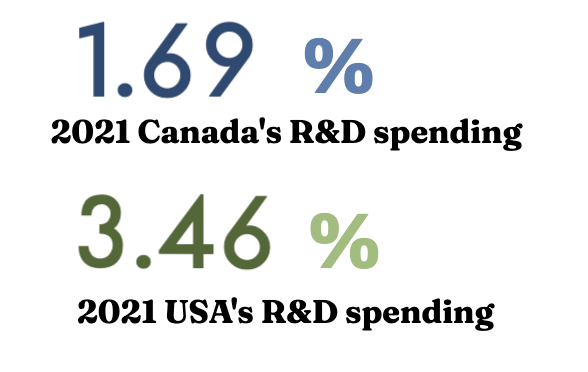 1.69 %
2021 Canada's R&D spending
3.46 %
2021 USA's R&D spending